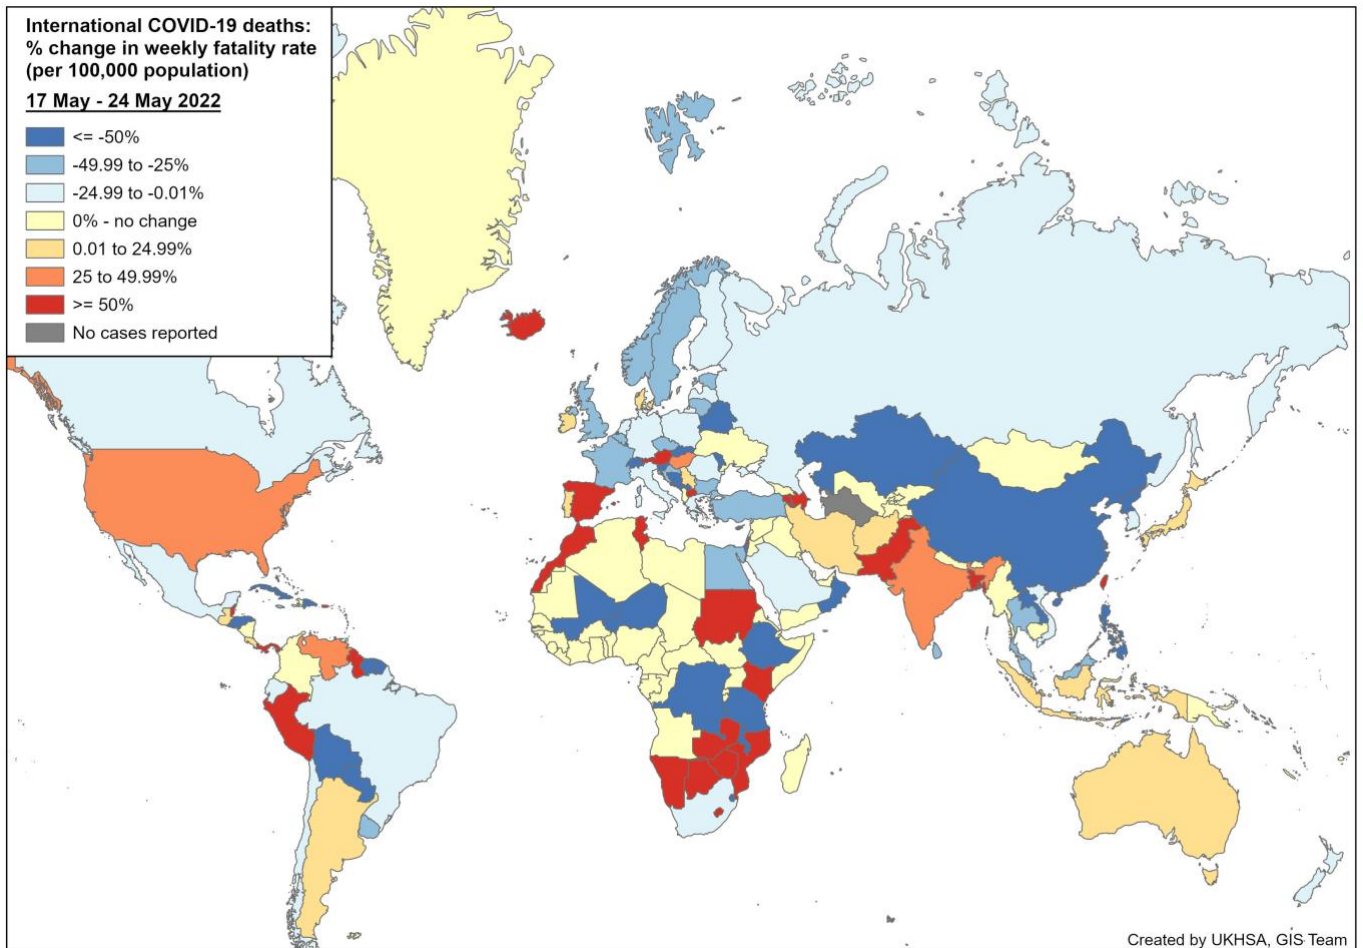 International COVID-19 deaths:
% change in weekly fatality rate
(per 100,000 population)
17 May - 24 May 2022
<= -50%
-49.99 to -25%
-24.99 to -0.01%
0% - no change
0.01 to 24.99%
25 to 49.99%
>= 50%
No cases reported
Created by UKHSA, GIS Team